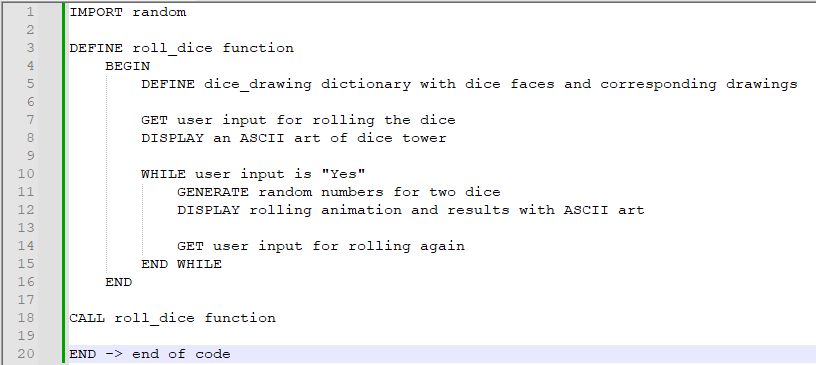 1 IMPORT random
2
3 DEFINE roll_dice function
4 BEGIN
5 DEFINE dice_drawing dictionary with dice faces and corresponding drawings
6
7 GET user input for rolling the dice
8 DISPLAY an ASCII art of dice tower
9
10 WHILE user input is "Yes"
11 GENERATE random numbers for two dice
12 DISPLAY rolling animation and results with ASCII art
13
14 GET user input for rolling again
15 END WHILE
16 END
17
18 CALL roll_dice function
19
20 END -> end of code